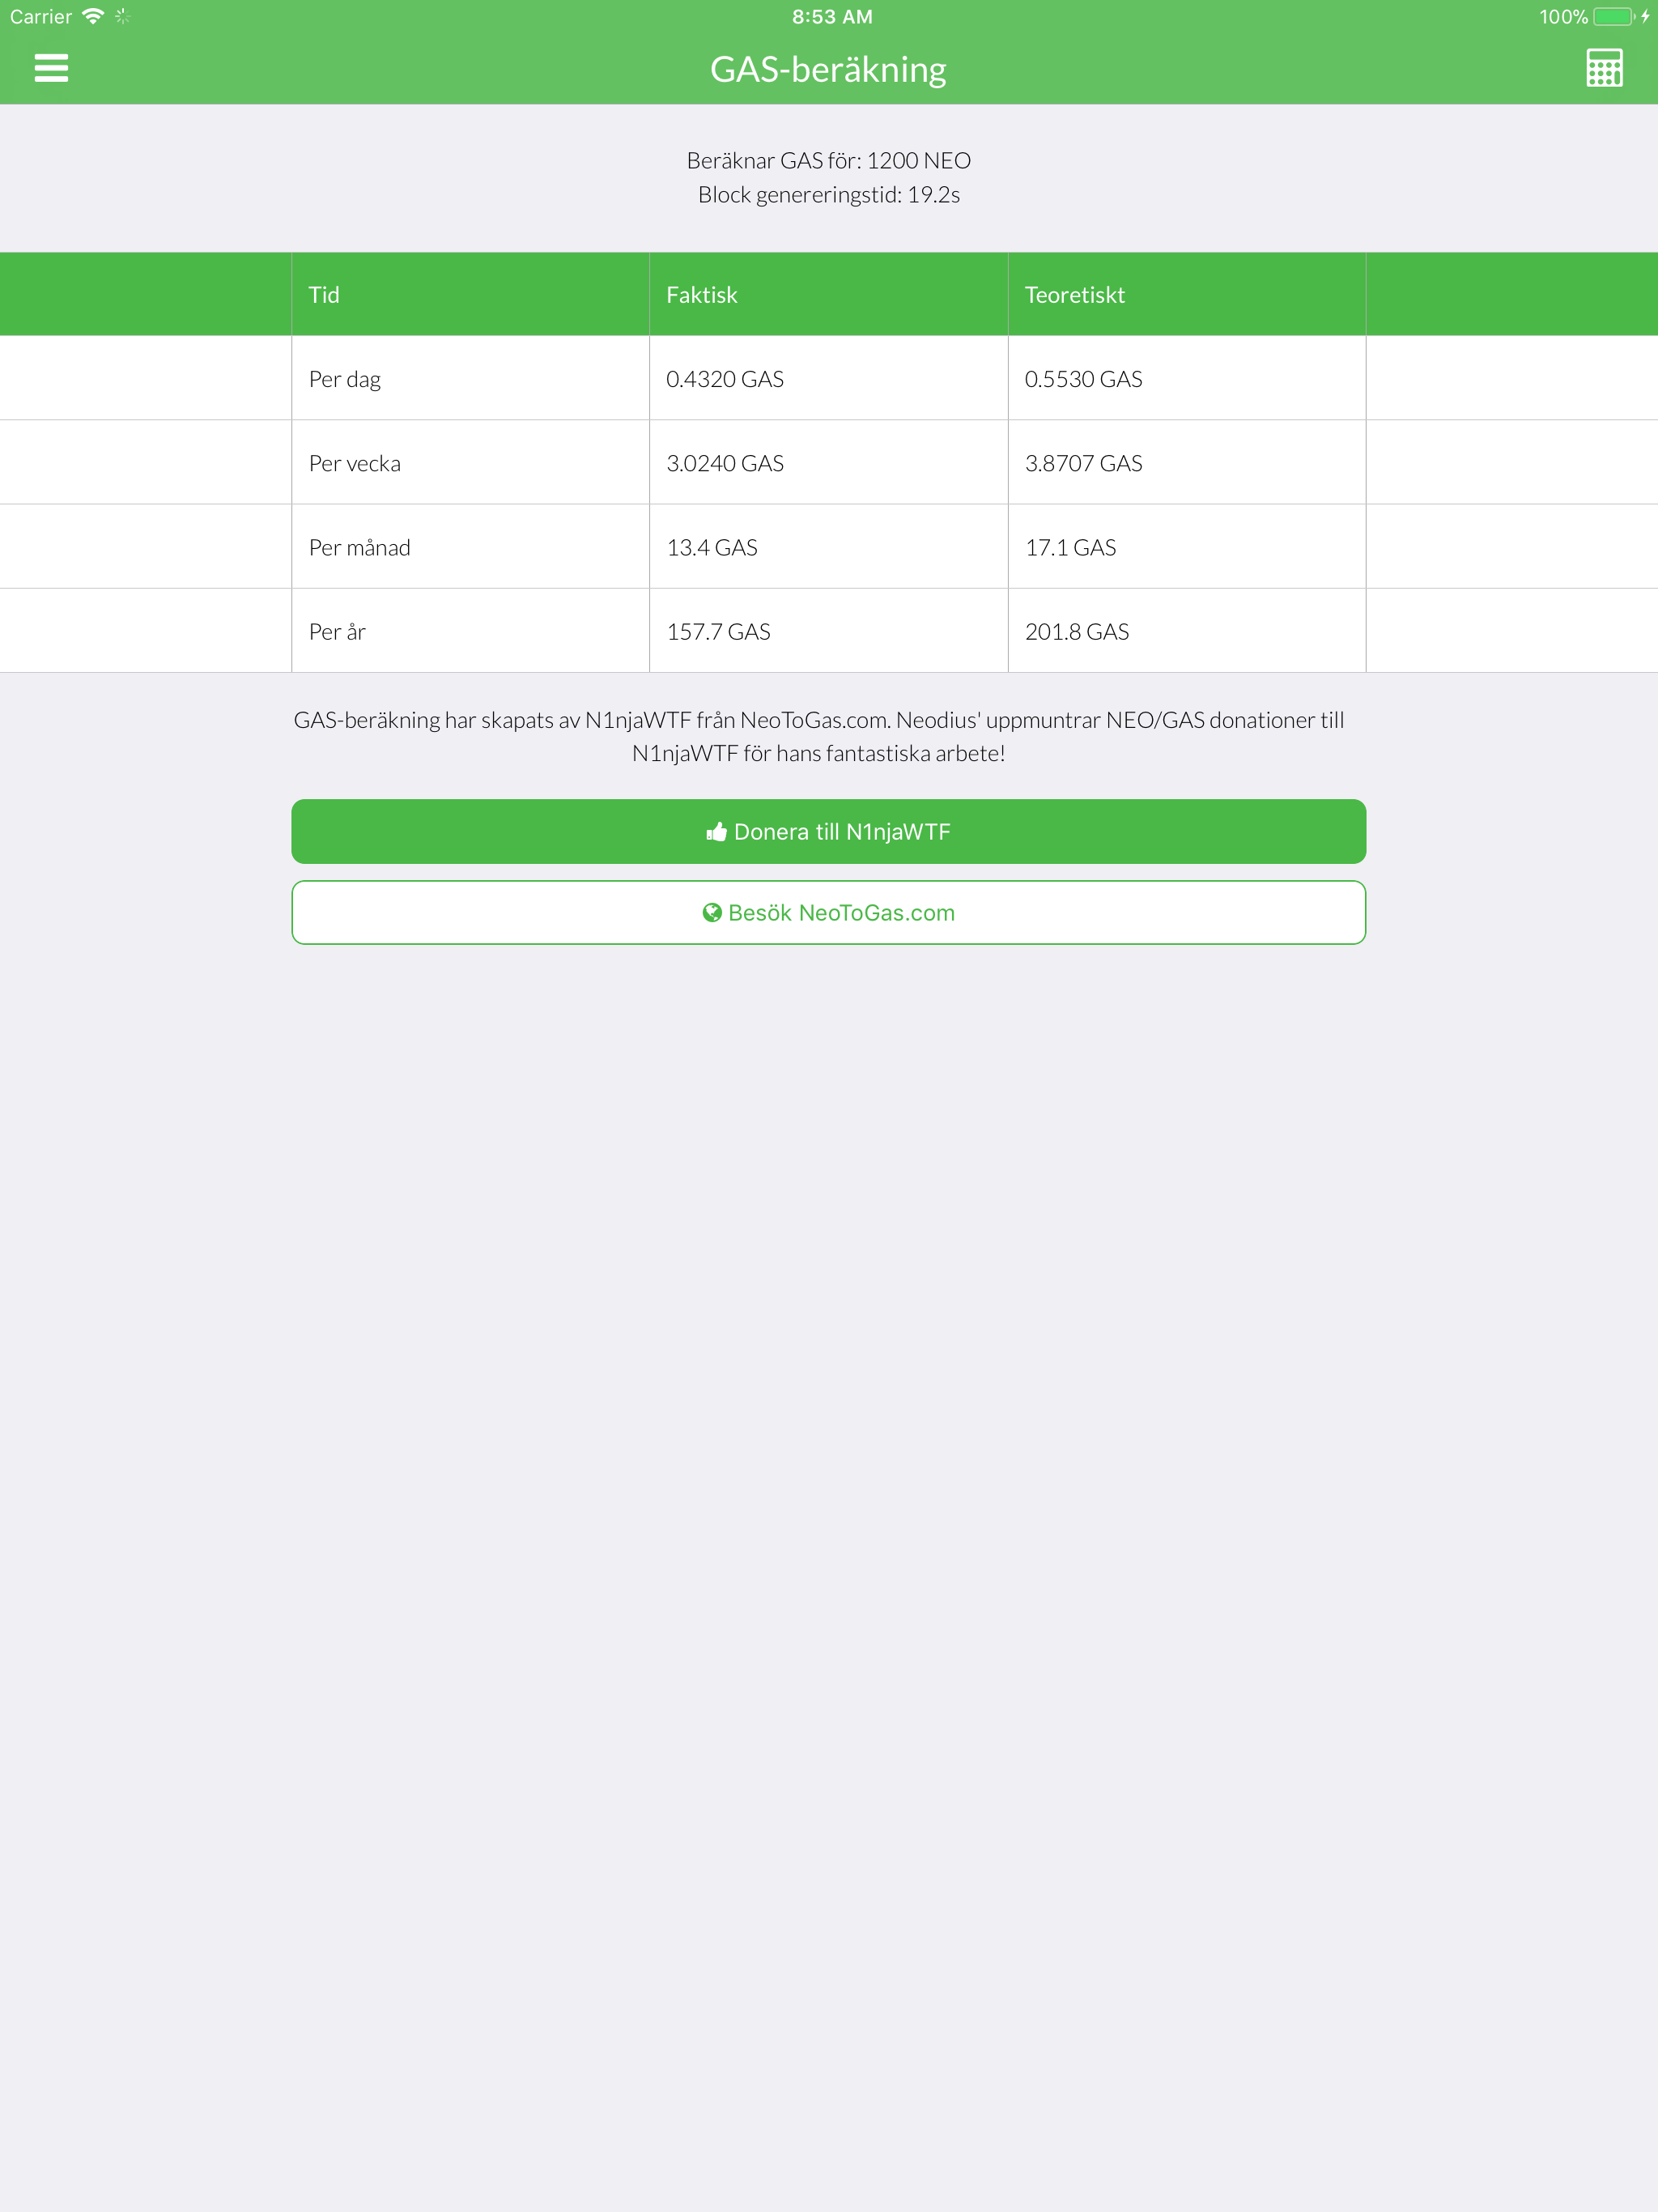 Carrier 8:53 AM 100%
GAS-beräkning
Beräknar GAS för: 1200 NEO
Block genereringstid: 19.2s
Tid Faktisk Teoretiskt
Per dag 0.4320 GAS 0.5530 GAS
Per vecka 3.0240 GAS 3.8707 GAS
Per månad 13.4 GAS 17.1 GAS
Per år 157.7 GAS 201.8 GAS
GAS-beräkning har skapats av N1njaWTF från NeoToGas.com. Neodius' uppmuntrar NEO/GAS donationer till
N1njaWTF för hans fantastiska arbete!
Donera till N1njaWTF
Besök NeoToGas.com